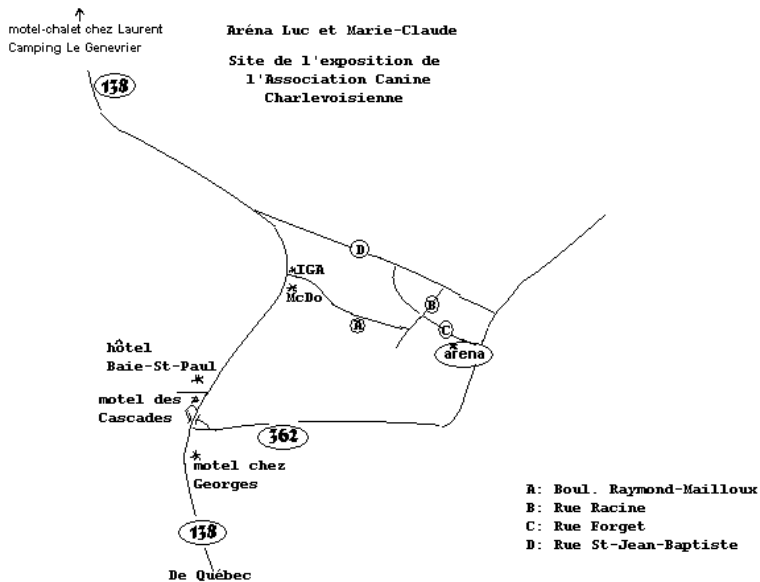 motel-chalet chez Laurent
Camping Le Genevrier
Aréna Luc et Marie-Claude
Site de l'exposition de
l'Association Canine
Charlevoisienne
138
D
IGA
McDo
B
A
C
arena
hôtel
Baie-St-Paul
motel des
Cascades
362
motel chez
Georges
138
De Québec
A: Boul. Raymond-Mailloux
B: Rue Racine
C: Rue Forget
D: Rue St-Jean-Baptiste